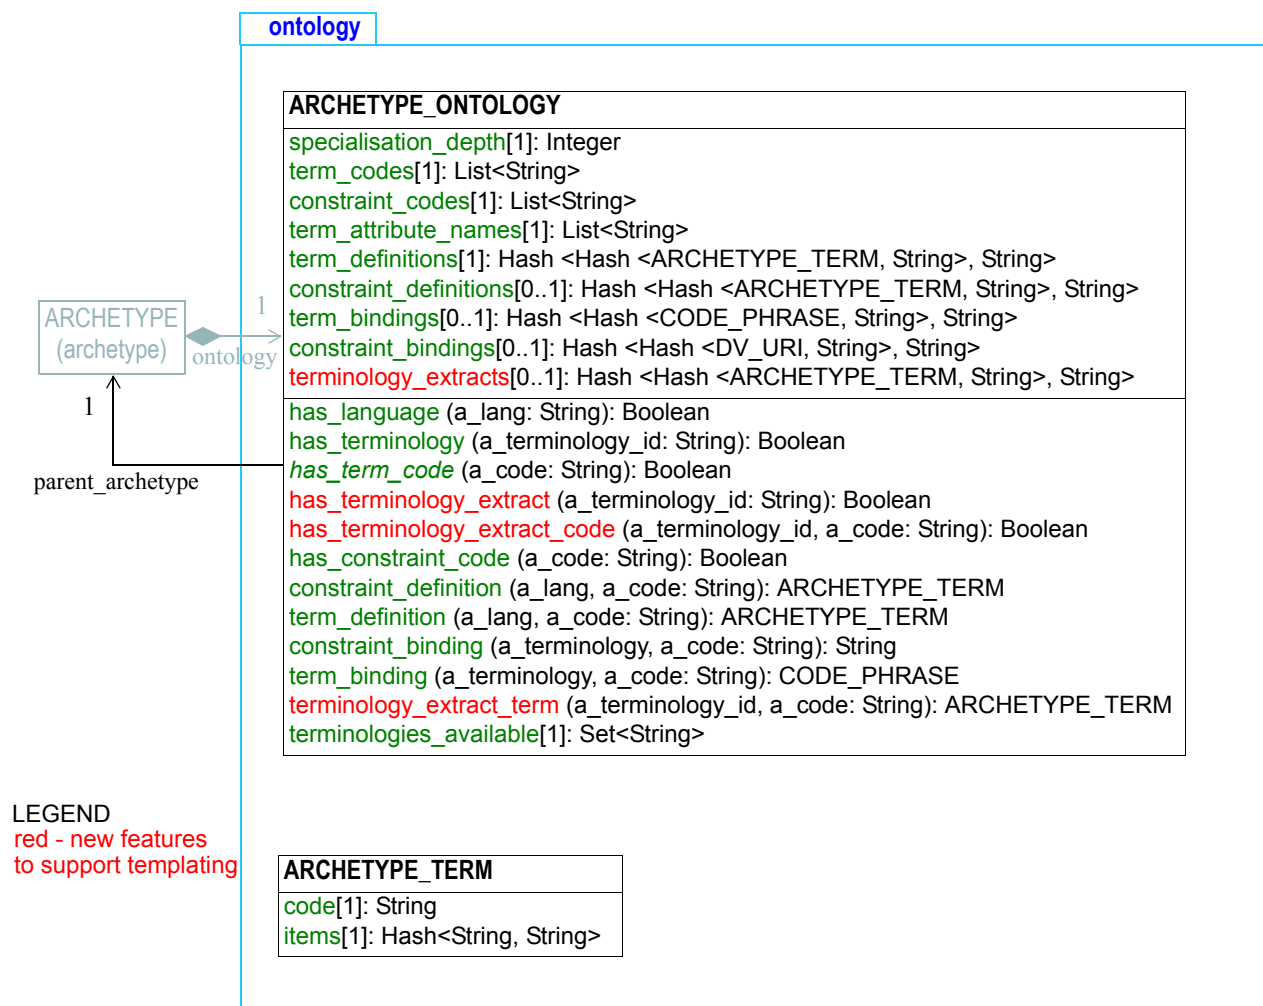 ontology
ARCHETYPE_ONTOLOGY
specialisation_depth[1]: Integer
term_codes[1]: List<String>
constraint_codes[1]: List<String>
term_attribute_names[1]: List<String>
term_definitions[1]: Hash <Hash <ARCHETYPE_TERM, String>, String>
constraint_definitions[0..1]: Hash <Hash <ARCHETYPE_TERM, String>, String>
term_bindings[0..1]: Hash <Hash <CODE_PHRASE, String>, String>
constraint_bindings[0..1]: Hash <Hash <DV_URI, String>, String>
terminology_extracts[0..1]: Hash <Hash <ARCHETYPE_TERM, String>, String>
has_language (a_lang: String): Boolean
has_terminology (a_terminology_id: String): Boolean
has_term_code (a_code: String): Boolean
has_terminology_extract (a_terminology_id: String): Boolean
has_terminology_extract_code (a_terminology_id, a_code: String): Boolean
has_constraint_code (a_code: String): Boolean
constraint_definition (a_lang, a_code: String): ARCHETYPE_TERM
term_definition (a_lang, a_code: String): ARCHETYPE_TERM
constraint_binding (a_terminology, a_code: String): String
term_binding (a_terminology, a_code: String): CODE_PHRASE
terminology_extract_term (a_terminology_id, a_code: String): ARCHETYPE_TERM
terminologies_available[1]: Set<String>
ARCHETYPE
(archetype)
1
ontology
1
parent_archetype
LEGEND
red - new features
to support templating
ARCHETYPE_TERM
code[1]: String
items[1]: Hash<String, String>